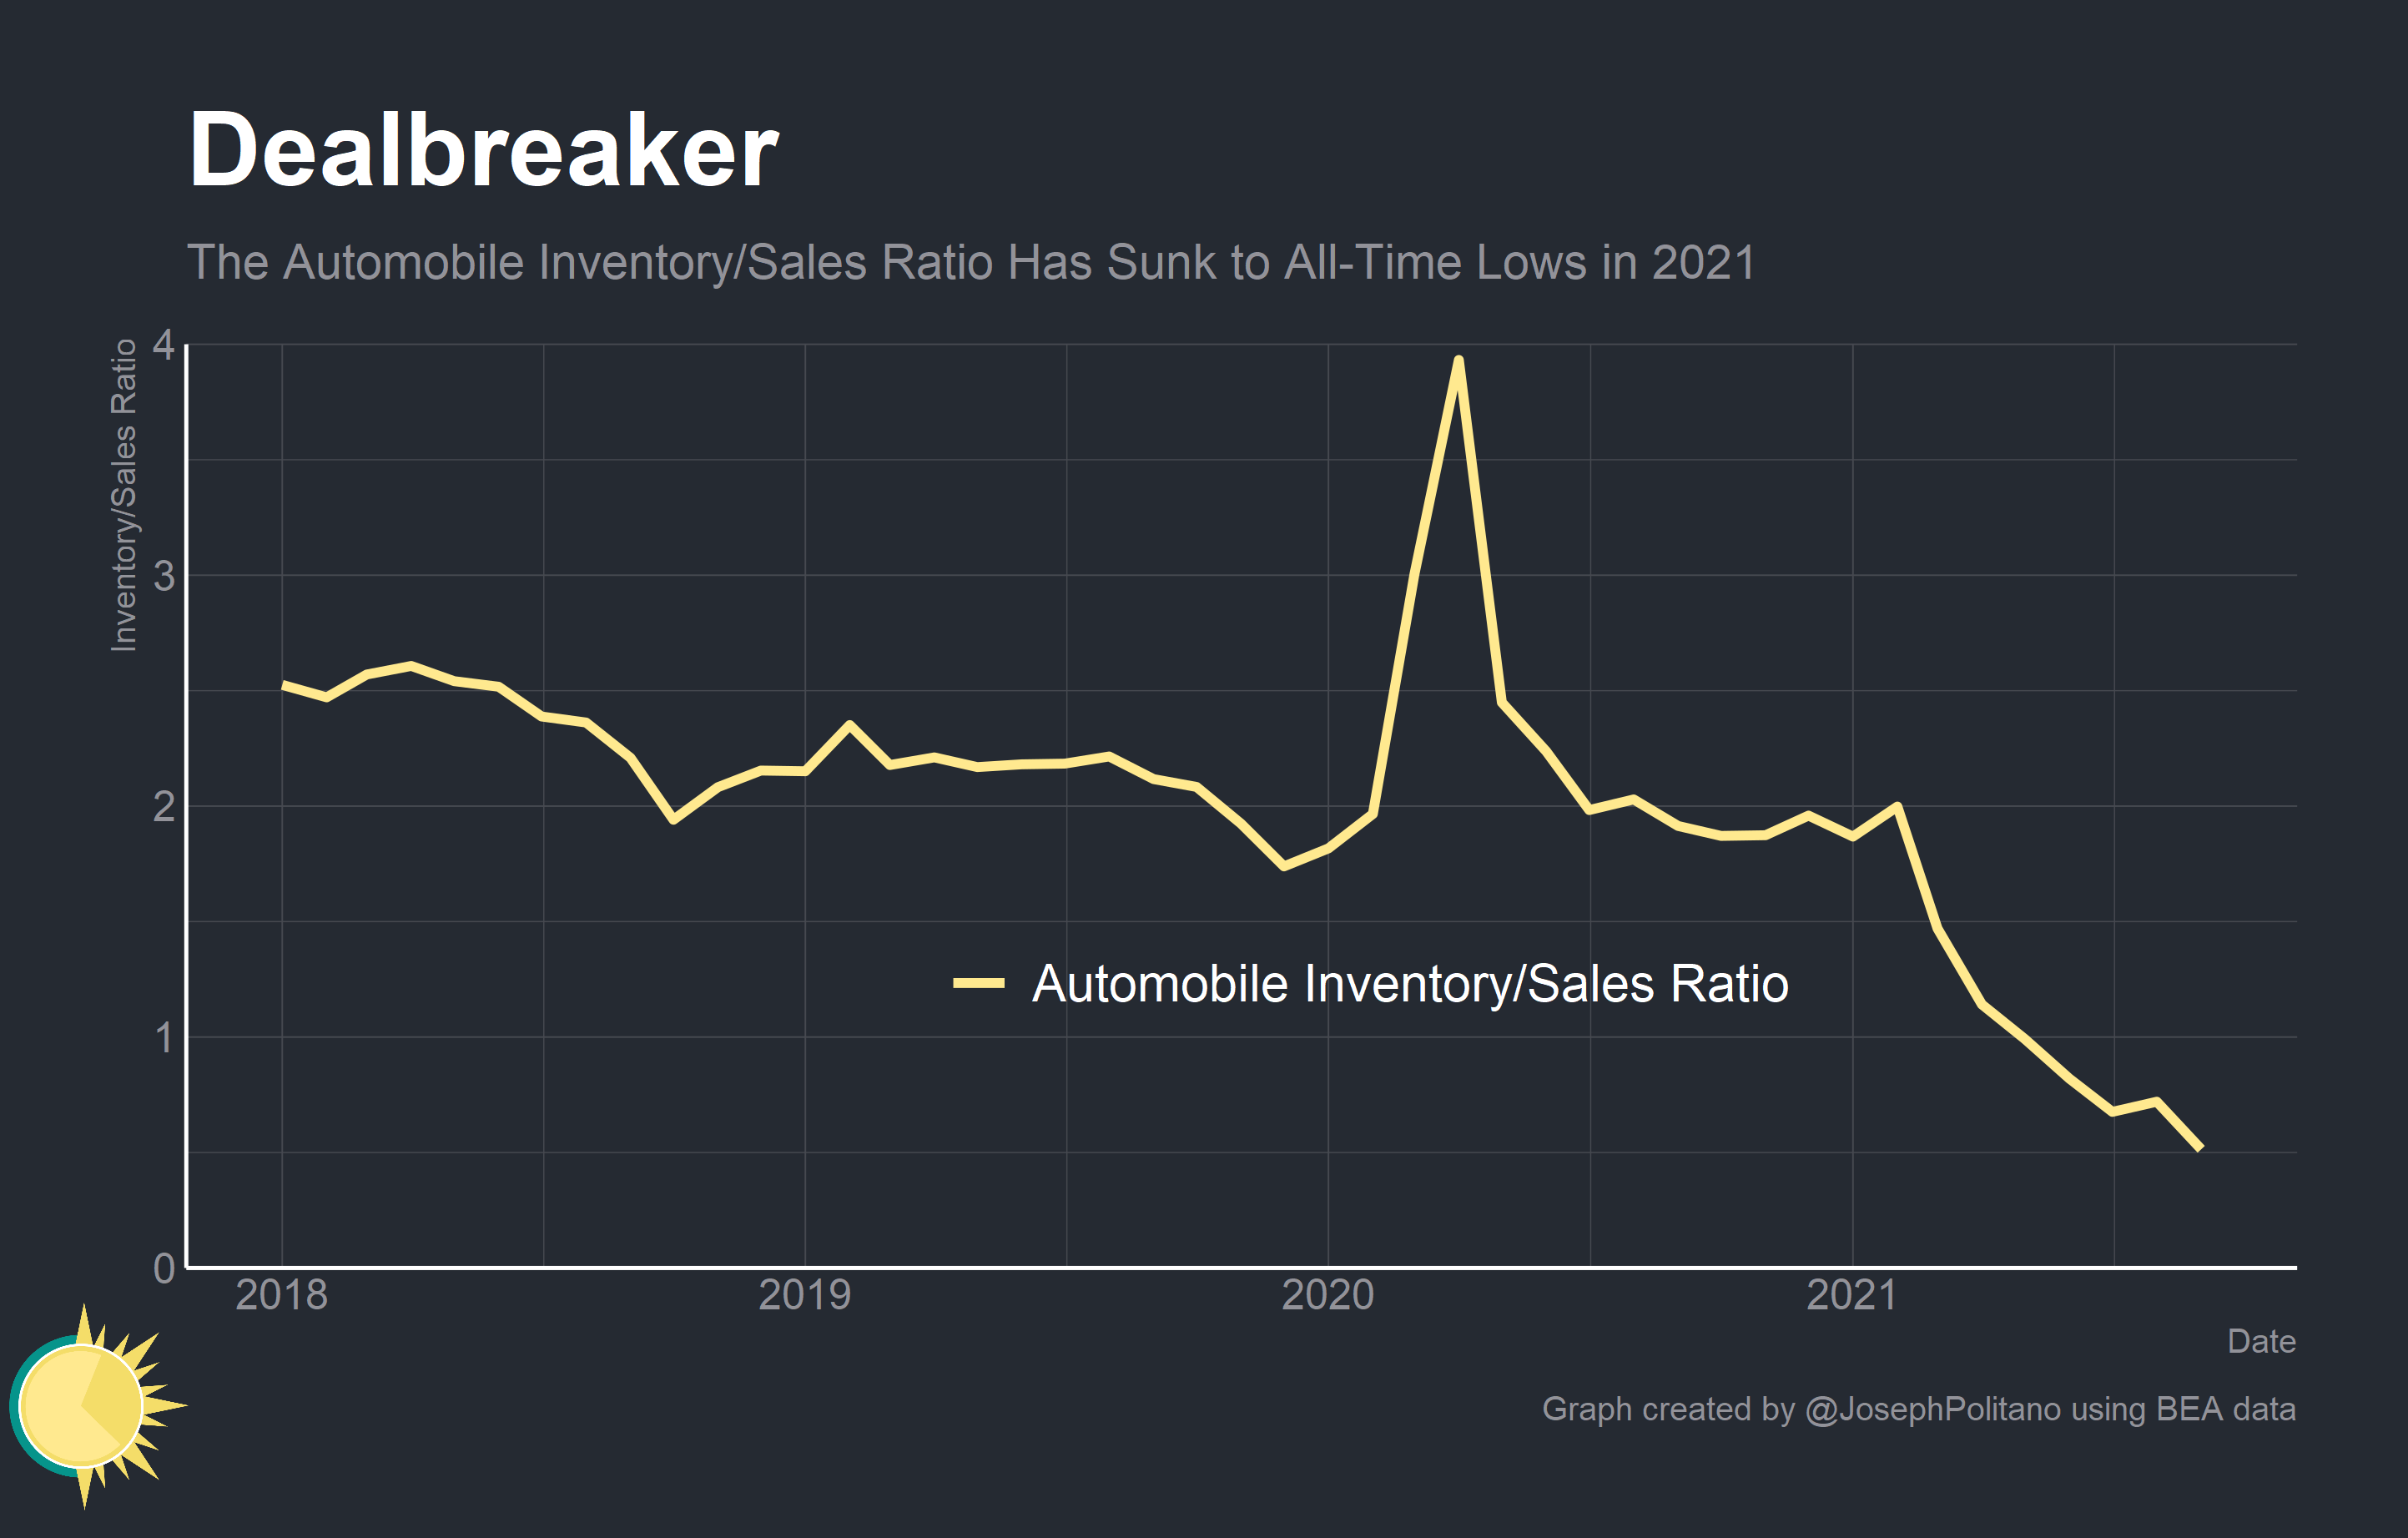 Dealbreaker
The Automobile Inventory/Sales Ratio Has Sunk to All-Time Lows in 2021
Inventory/Sales Ratio
4
3
2
1
0
Automobile Inventory/Sales Ratio
2018
2019
2020
2021
Date
Graph created by @JosephPolitano using BEA data